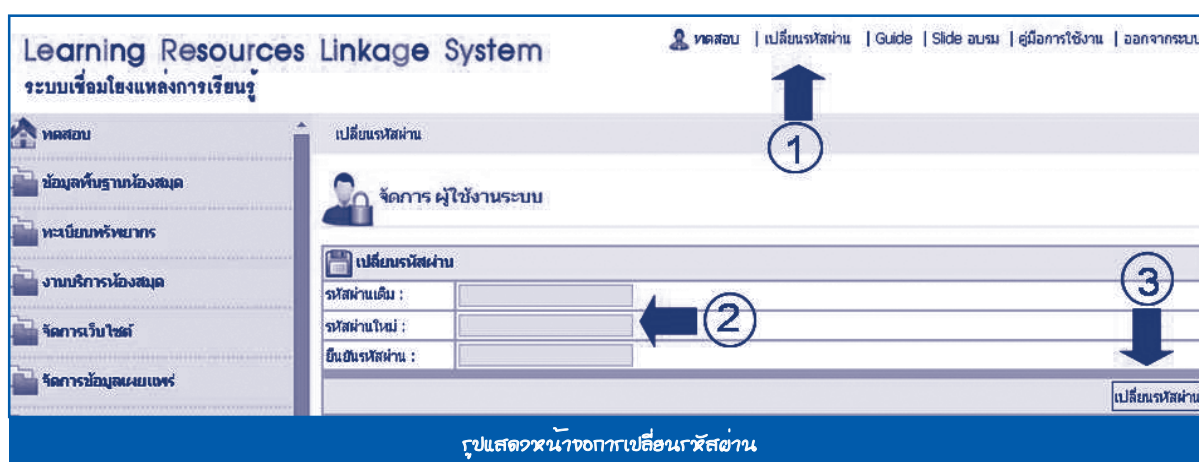 Learning Resources Linkage System
ระบบเชื่อมโยงแหล่งการเรียนรู้
ทดสอบ | เปลี่ยนรหัสผ่าน | Guide | Slide อบรม | คู่มือการใช้งาน | ออกจากระบบ
1
ทดสอบ
ข้อมูลพื้นฐานห้องสมุด
ทะเบียนทรัพยากร
งานบริการห้องสมุด
จัดการเว็บไซต์
จัดการข้อมูลเผยแพร่
เปลี่ยนรหัสผ่าน
จัดการ ผู้ใช้งานระบบ
เปลี่ยนรหัสผ่าน
รหัสผ่านเดิม :
รหัสผ่านใหม่ :
ยืนยันรหัสผ่าน :
2
3
เปลี่ยนรหัสผ่าน
รูปแสดงหน้าจอการเปลี่ยนรหัสผ่าน